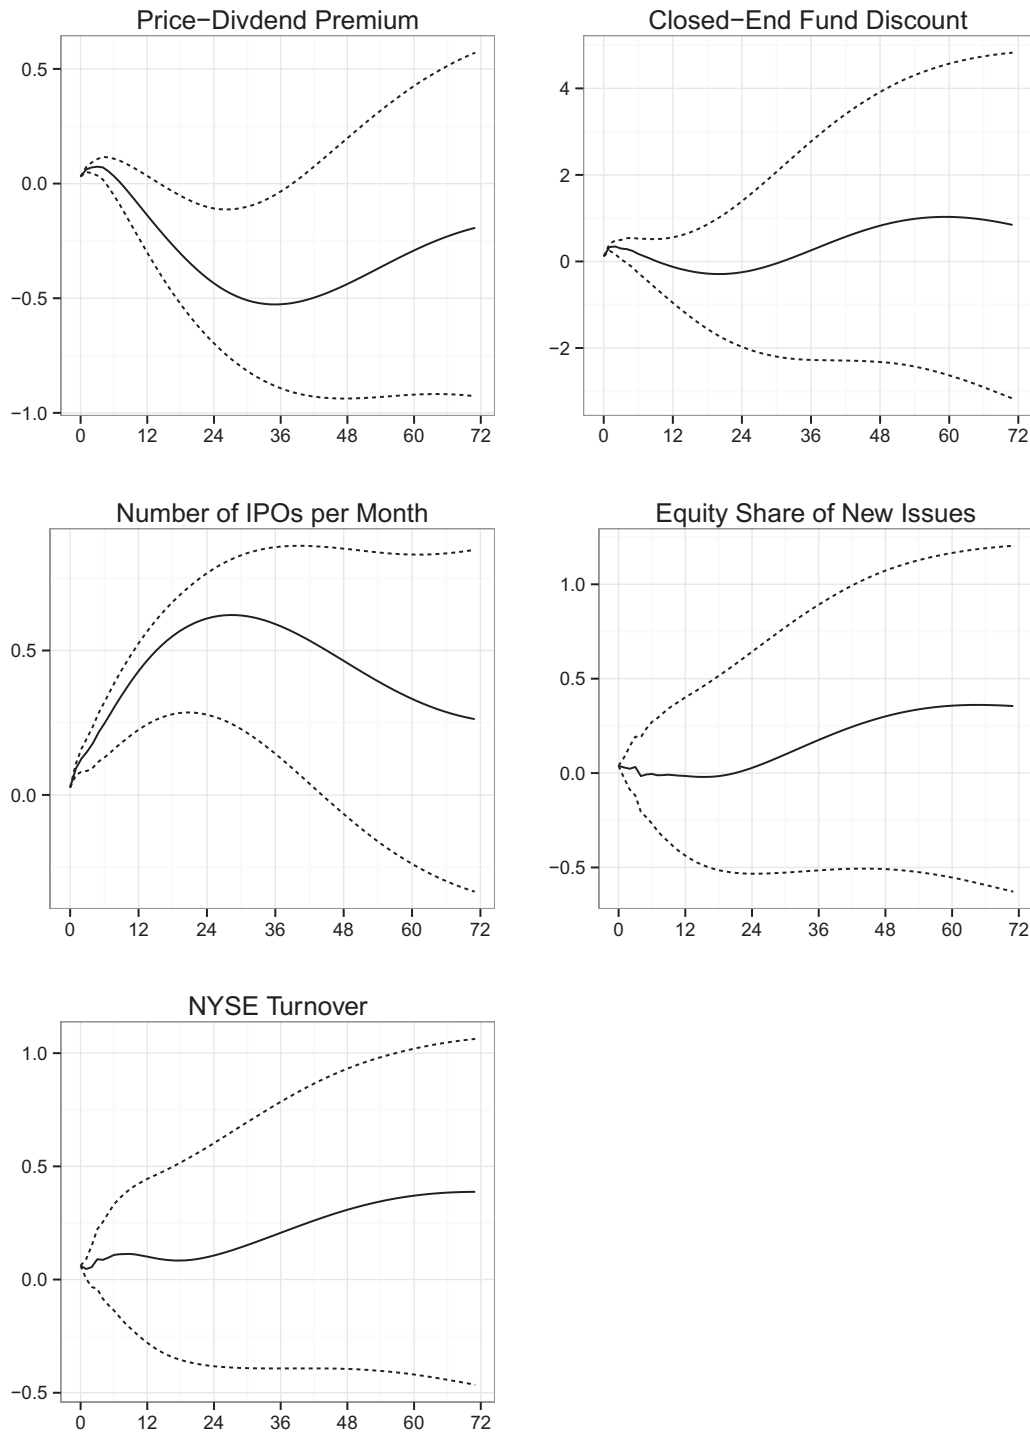 Price−Divdend Premium
0.5
0.0
−0.5
−1.0
0 12 24 36 48 60 72
Closed−End Fund Discount
4
2
0
−2
0 12 24 36 48 60 72
Number of IPOs per Month
0.5
0.0
0 12 24 36 48 60 72
Equity Share of New Issues
1.0
0.5
0.0
−0.5
0 12 24 36 48 60 72
NYSE Turnover
1.0
0.5
0.0
−0.5
0 12 24 36 48 60 72